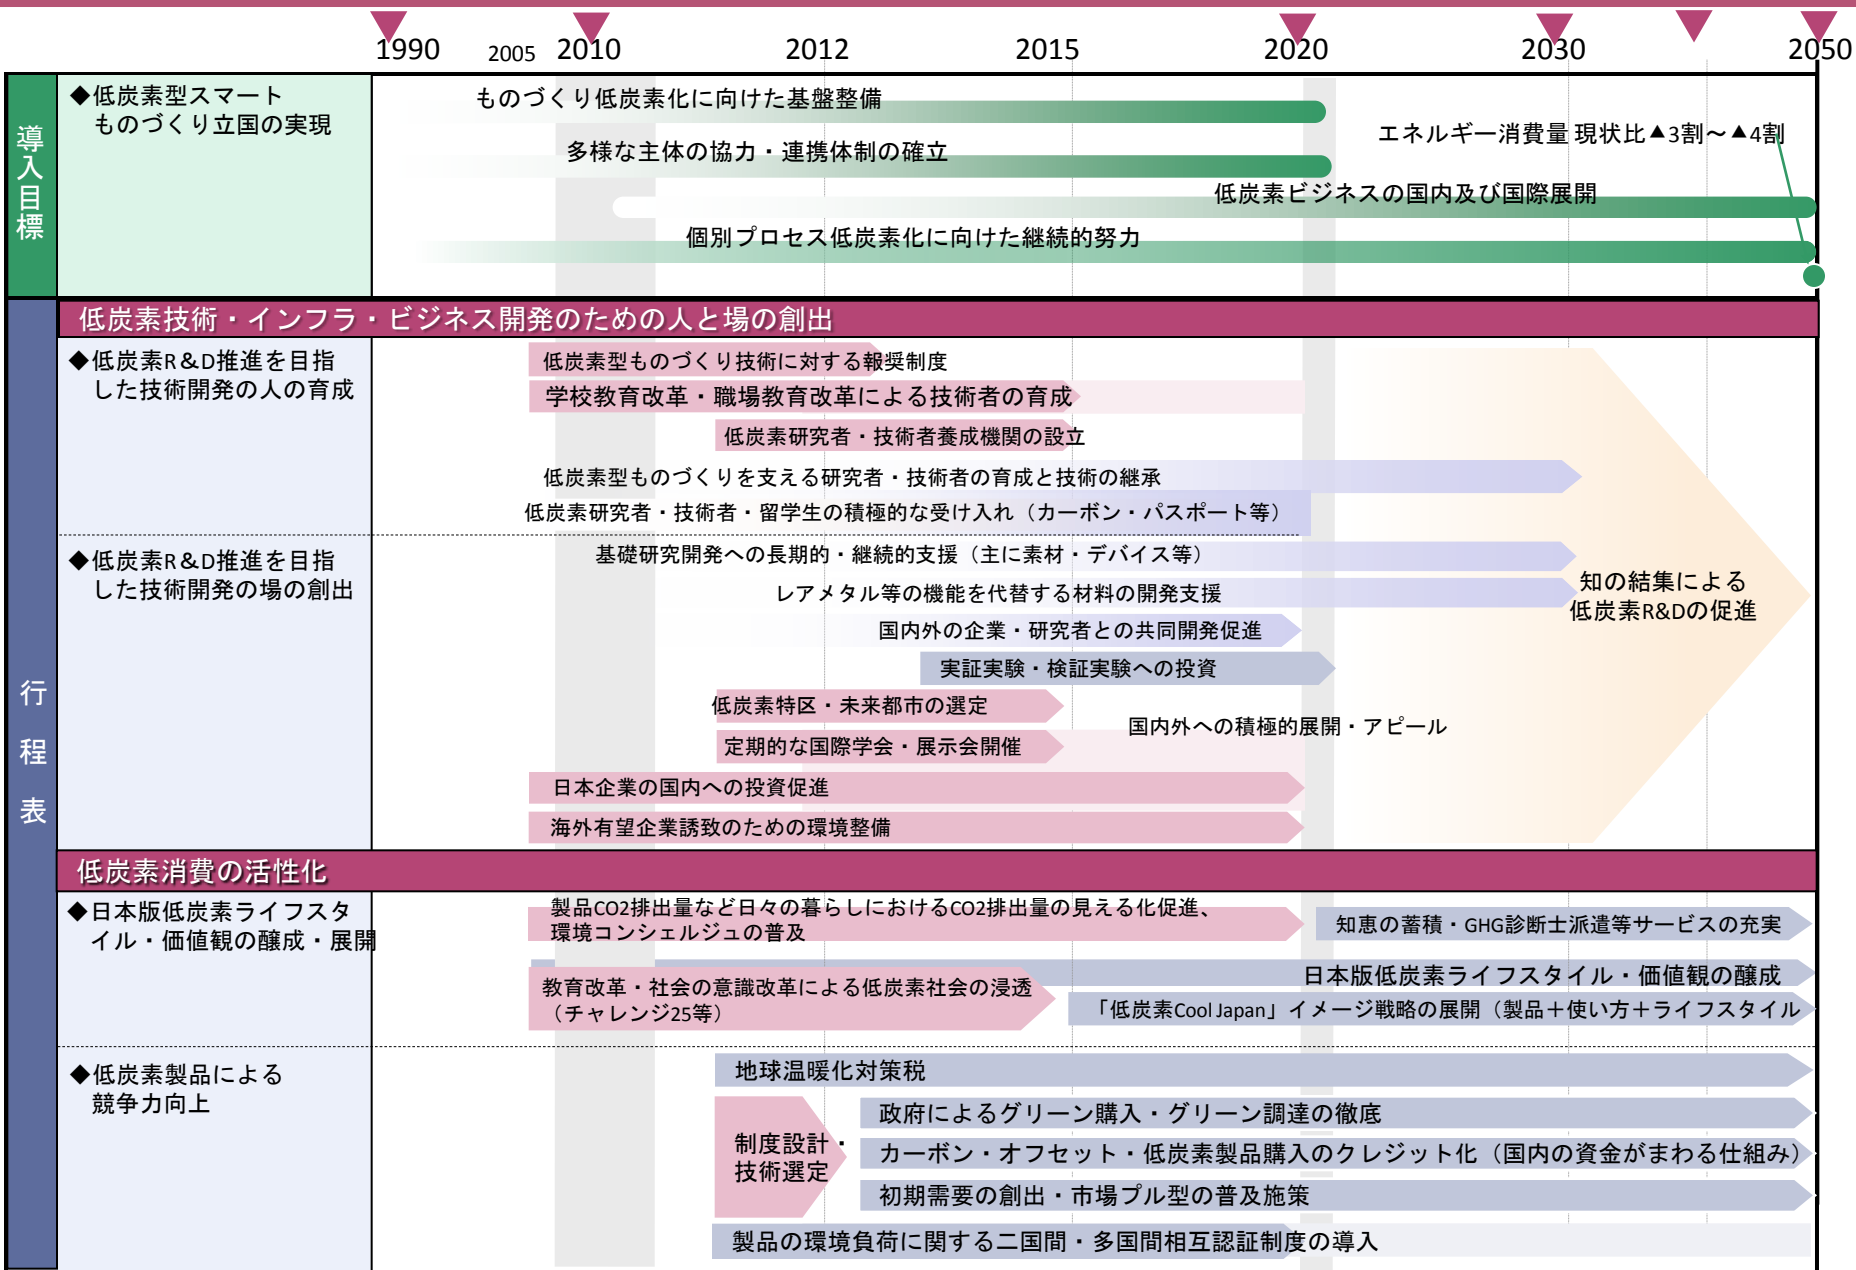 1990 2005 2010 2012 2015 2020 2030 2050
導入目標
◆低炭素型スマート
ものづくり立国の実現
ものづくり低炭素化に向けた基盤整備
エネルギー消費量 現状比▲3割～▲4割
多様な主体の協力・連携体制の確立
低炭素ビジネスの国内及び国際展開
個別プロセス低炭素化に向けた継続的努力
行程表
低炭素技術・インフラ・ビジネス開発のための人と場の創出
◆低炭素R&D推進を目指
した技術開発の人の育成
低炭素型ものづくり技術に対する報奨制度
学校教育改革・職場教育改革による技術者の育成
低炭素研究者・技術者養成機関の設立
低炭素型ものづくりを支える研究者・技術者の育成と技術の継承
低炭素研究者・技術者・留学生の積極的な受け入れ（カーボン・パスポート等）
◆低炭素R&D推進を目指
した技術開発の場の創出
基礎研究開発への長期的・継続的支援（主に素材・デバイス等）
レアメタル等の機能を代替する材料の開発支援
国内外の企業・研究者との共同開発促進
実証実験・検証実験への投資
低炭素特区・未来都市の選定
国内外への積極的展開・アピール
定期的な国際学会・展示会開催
日本企業の国内への投資促進
海外有望企業誘致のための環境整備
知の結集による
低炭素R&Dの促進
低炭素消費の活性化
◆日本版低炭素ライフスタ
イル・価値観の醸成・展開
製品CO2排出量など日々の暮らしにおけるCO2排出量の見える化促進、
環境コンシェルジュの普及
知恵の蓄積・GHG診断士派遣等サービスの充実
日本版低炭素ライフスタイル・価値観の醸成
教育改革・社会の意識改革による低炭素社会の浸透
（チャレンジ25等）
「低炭素Cool Japan」イメージ戦略の展開（製品＋使い方＋ライフスタイル
◆低炭素製品による
競争力向上
地球温暖化対策税
制度設計・
技術選定
政府によるグリーン購入・グリーン調達の徹底
カーボン・オフセット・低炭素製品購入のクレジット化（国内の資金がまわる仕組み）
初期需要の創出・市場プル型の普及施策
製品の環境負荷に関する二国間・多国間相互認証制度の導入